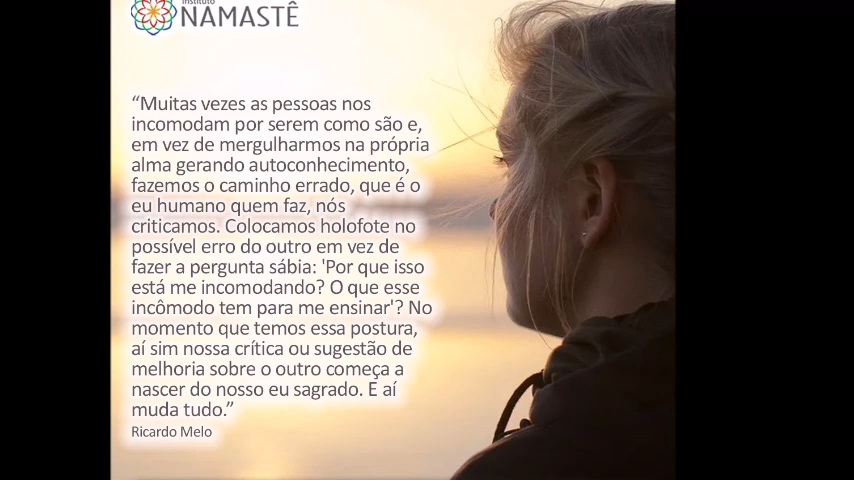 Instituto
NAMASTÊ
“Muitas vezes as pessoas nos
incomodam por serem como são e,
em vez de mergulharmos na própria
alma gerando autoconhecimento,
fazemos o caminho errado, que é o
eu humano quem faz, nós
criticamos. Colocamos holofote no
possível erro do outro em vez de
fazer a pergunta sábia: 'Por que isso
está me incomodando? O que esse
incômodo tem para me ensinar'? No
momento que temos essa postura,
aí sim nossa crítica ou sugestão de
melhoria sobre o outro começa a
nascer do nosso eu sagrado. E aí
muda tudo.”
Ricardo Melo